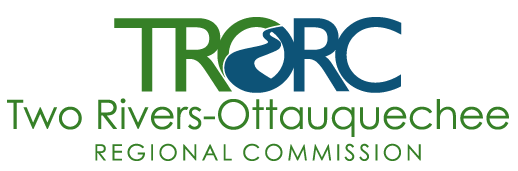 TRORC
Two Rivers-Ottauquechee
REGIONAL COMMISSION